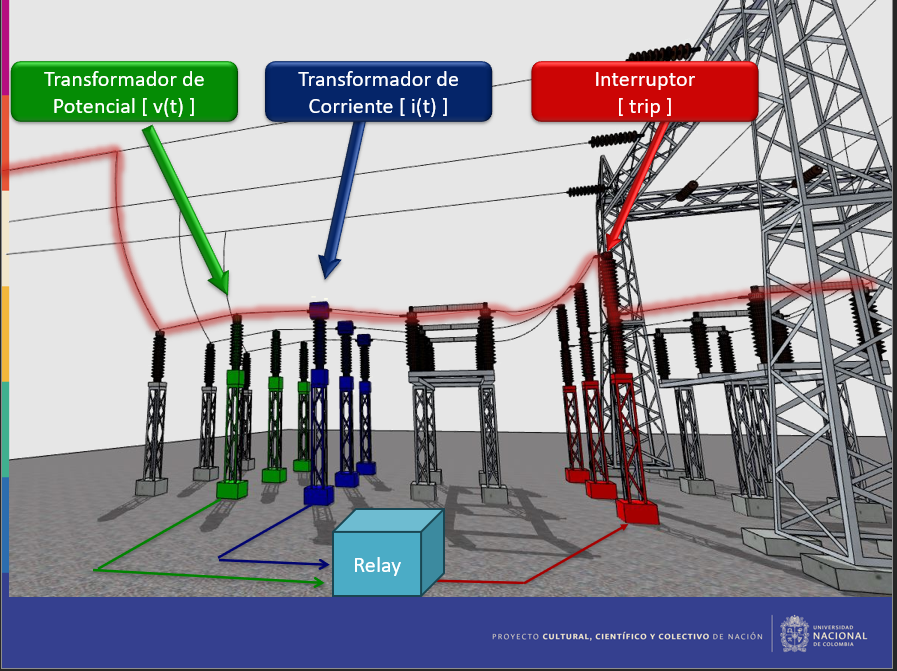 Transformador de
Potencial [ v(t) ]
Transformador de
Corriente [ i(t) ]
Interruptor
[ trip ]
Relay
PROYECTO CULTURAL, CIENTÍFICO Y COLECTIVO DE NACIÓN
UNIVERSIDAD
NACIONAL
DE COLOMBIA